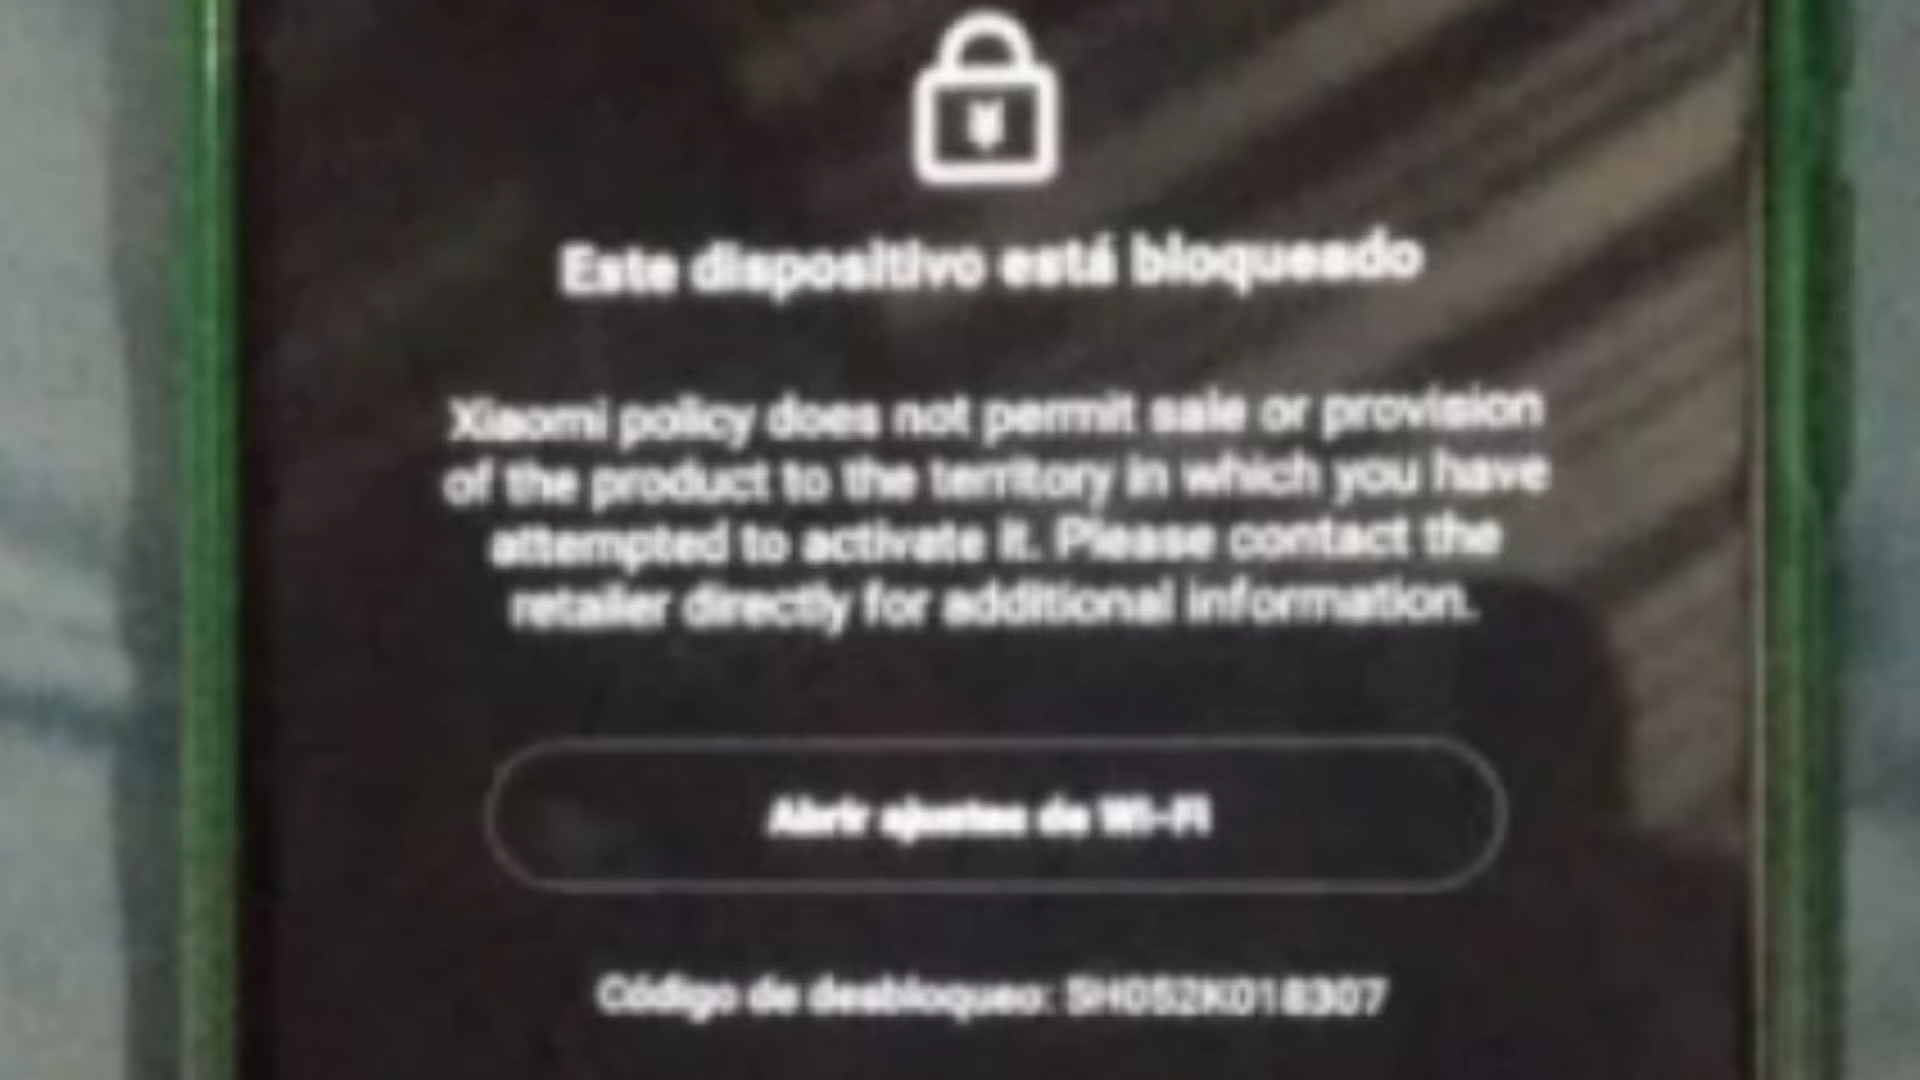 Este dispositivo está bloqueado
Xiaomi policy does not permit sale or provision
of the product to the territory in which you have
attempted to activate it. Please contact the
retailer directly for additional information.
Abrir ajustes de Wi-Fi
Código de desbloqueo: SH052K018307